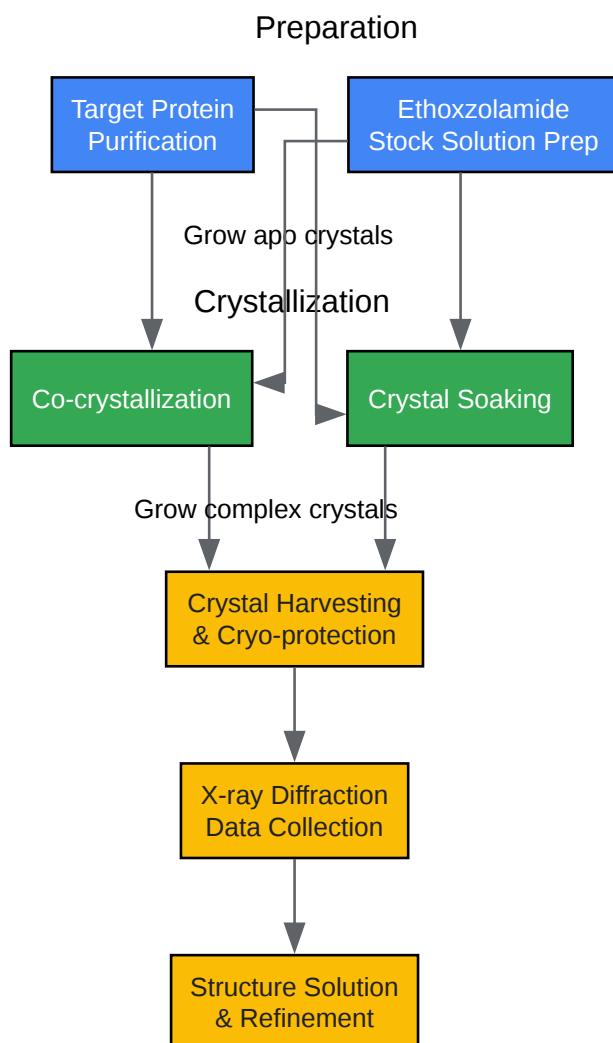 Preparation
Target Protein
Purification
Ethoxzolamide
Stock Solution Prep
Grow apo crystals
Crystallization
Co-crystallization
Crystal Soaking
Grow complex crystals
Crystal Harvesting
& Cryo-protection
X-ray Diffraction
Data Collection
Structure Solution
& Refinement